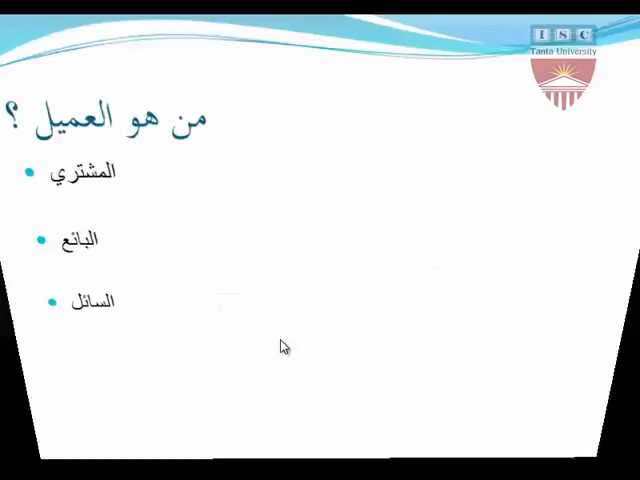 I S C
Tanta University
من هو العميل ؟
المشتري
البائع
السائل